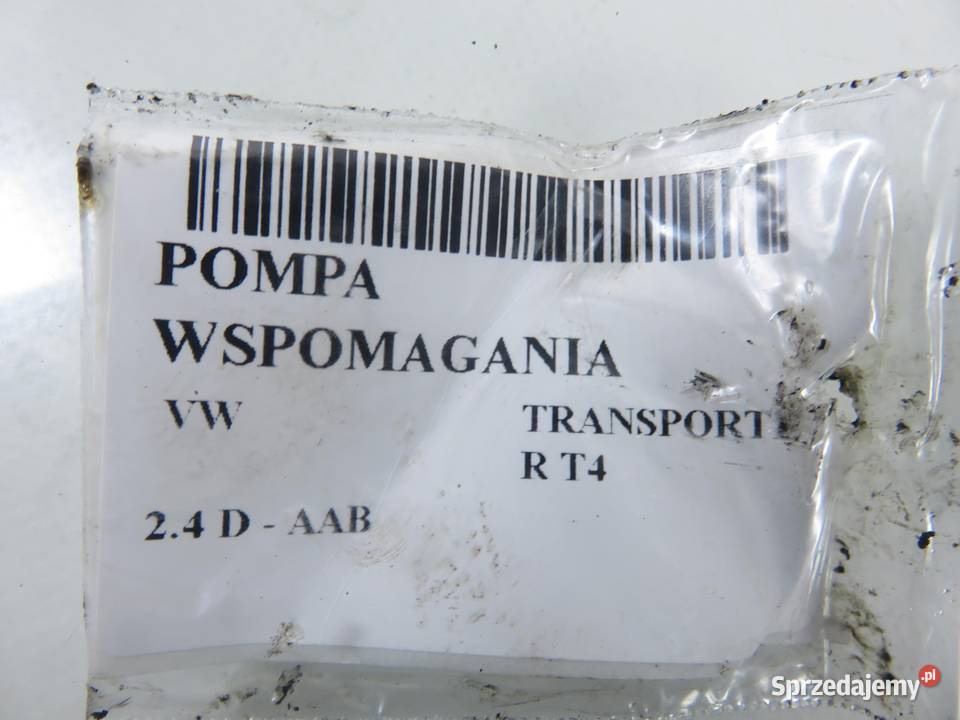 POMPA
WSPOMAGANIA
VW TRANSPORTE
R T4
2.4 D - AAB
Sprzedajemy.pl